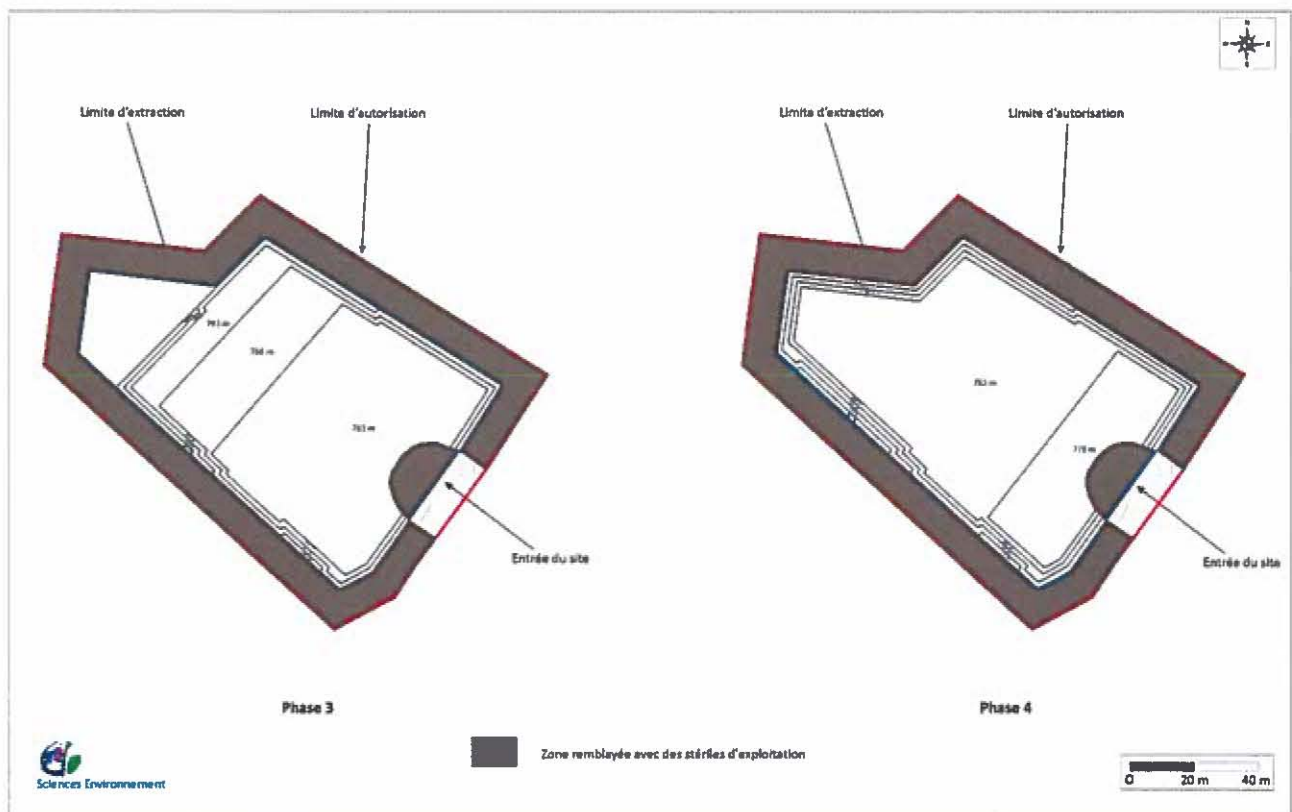 Limite d'extraction
Limite d'autorisation
Limite d'extraction
Limite d'autorisation
Entrée du site
Entrée du site
Phase 3
Phase 4
Zone remblayée avec des stériles d'exploitation
Sciences Environnement
0 20 m 40 m